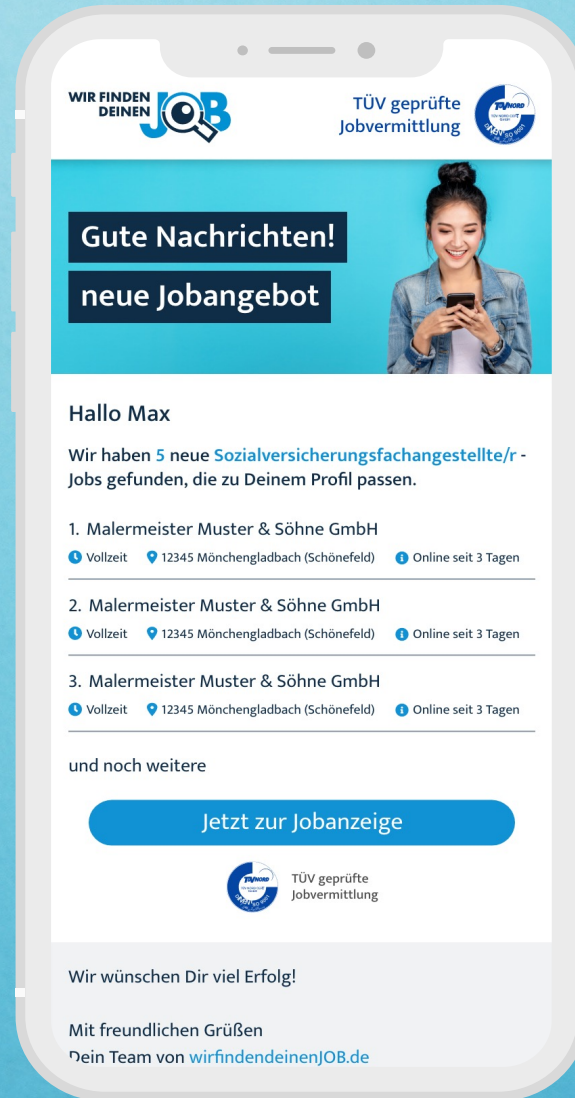 WIR FINDEN
DEINEN JOB
TÜV geprüfte
Jobvermittlung
TÜV NORD
Gute Nachrichten!
neue Jobangebot
Hallo Max
Wir haben 5 neue Sozialversicherungsfachangestellte/r -
Jobs gefunden, die zu Deinem Profil passen.
1. Malermeister Muster & Söhne GmbH
Vollzeit 12345 Mönchengladbach (Schönefeld) Online seit 3 Tagen
2. Malermeister Muster & Söhne GmbH
Vollzeit 12345 Mönchengladbach (Schönefeld) Online seit 3 Tagen
3. Malermeister Muster & Söhne GmbH
Vollzeit 12345 Mönchengladbach (Schönefeld) Online seit 3 Tagen
und noch weitere
Jetzt zur Jobanzeige
TÜV NORD
TÜV geprüfte
Jobvermittlung
Wir wünschen Dir viel Erfolg!
Mit freundlichen Grüßen
Dein Team von wirfindendeinenJOB.de